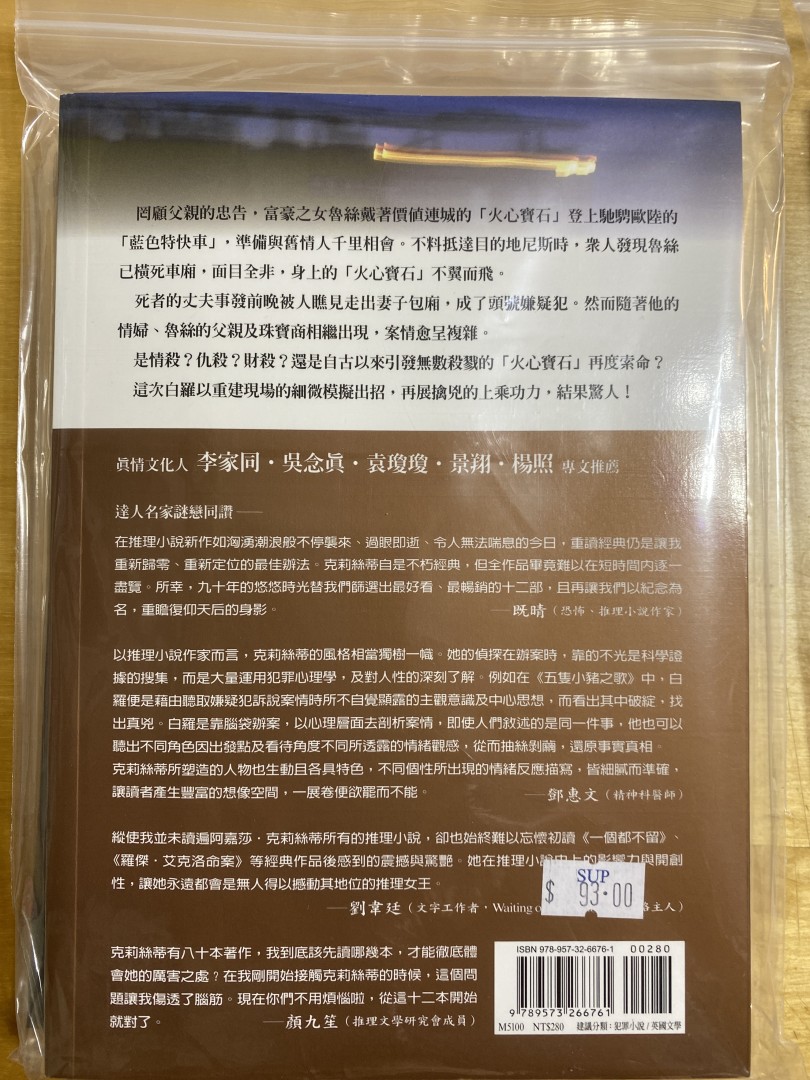 罔顧父親的忠告，富豪之女魯絲戴著價值連城的「火心寶石」登上馳騁歐陸的
「藍色特快車」，準備與舊情人千里相會。不料抵達目的地尼斯時，眾人發現魯絲
已橫死車廂，面目全非，身上的「火心寶石」不翼而飛。
死者的丈夫事發前晚被人瞧見走出妻子包廂，成了頭號嫌疑犯。然而隨著他的
情婦、魯絲的父親及珠寶商相繼出現，案情愈呈複雜。
是情殺？仇殺？財殺？還是自古以來引發無數殺戮的「火心寶石」再度索命？
這次白羅以重建現場的細微模擬出招，再展擒兇的上乘功力，結果驚人！
眞情文化人 李家同・吳念眞・袁瓊瓊・景翔・楊照 專文推薦
達人名家謎戀同讚——
在推理小說新作如洶湧潮浪般不停襲來、過眼即逝、令人無法喘息的今日，重讀經典仍是讓我
重新歸零、重新定位的最佳辦法。克莉絲蒂自是不朽經典，但全作品畢竟難以在短時間內逐一
盡覽。所幸，九十年的悠悠時光替我們篩選出最好看、最暢銷的十二部，且再讓我們以紀念為
名，重瞻復仰天后的身影。 ——既晴（恐怖、推理小說作家）
以推理小說作家而言，克莉絲蒂的風格相當獨樹一幟。她的偵探在辦案時，靠的不光是科學證
據的搜集，而是大量運用犯罪心理學，及對人性的深刻了解。例如在《五隻小豬之歌》中，白
羅便是藉由聽取嫌疑犯訴說案情時所不自覺顯露的主觀意識及中心思想，而看出其中破綻，找
出真兇。白羅是靠腦袋辦案，以心理層面去剖析案情，即使人們敘述的是同一件事，他也可以
聽出不同角色因出發點及看待角度不同所透露的情緒觀感，從而抽絲剝繭，還原事實真相。
克莉絲蒂所塑造的人物也生動且各具特色，不同個性所出現的情緒反應描寫，皆細膩而準確，
讓讀者產生豐富的想像空間，一展卷便欲罷而不能。 ——鄧惠文（精神科醫師）
縱使我並未讀遍阿嘉莎・克莉絲蒂所有的推理小說，卻也始終難以忘懷初讀《一個都不留》、
《羅傑・艾克洛命案》等經典作品後感到的震撼與驚艷。她在推理小說史上的影響力與開創
性，讓她永遠都會是無人得以撼動其地位的推理女王。
SUP
$ 93.00
——劉韋廷（文字工作者，Waiting 主人）
克莉絲蒂有八十本著作，我到底該先讀哪幾本，才能徹底體
會她的厲害之處？在我剛開始接觸克莉絲蒂的時候，這個問
題讓我傷透了腦筋。現在你們不用煩惱啦，從這十二本開始
就對了。 ——顏九笙（推理文學研究會成員）
ISBN 978-957-32-6676-1 00280
9 789573 266761
M5100 NT$280 建議分類：犯罪小說 / 英國文學